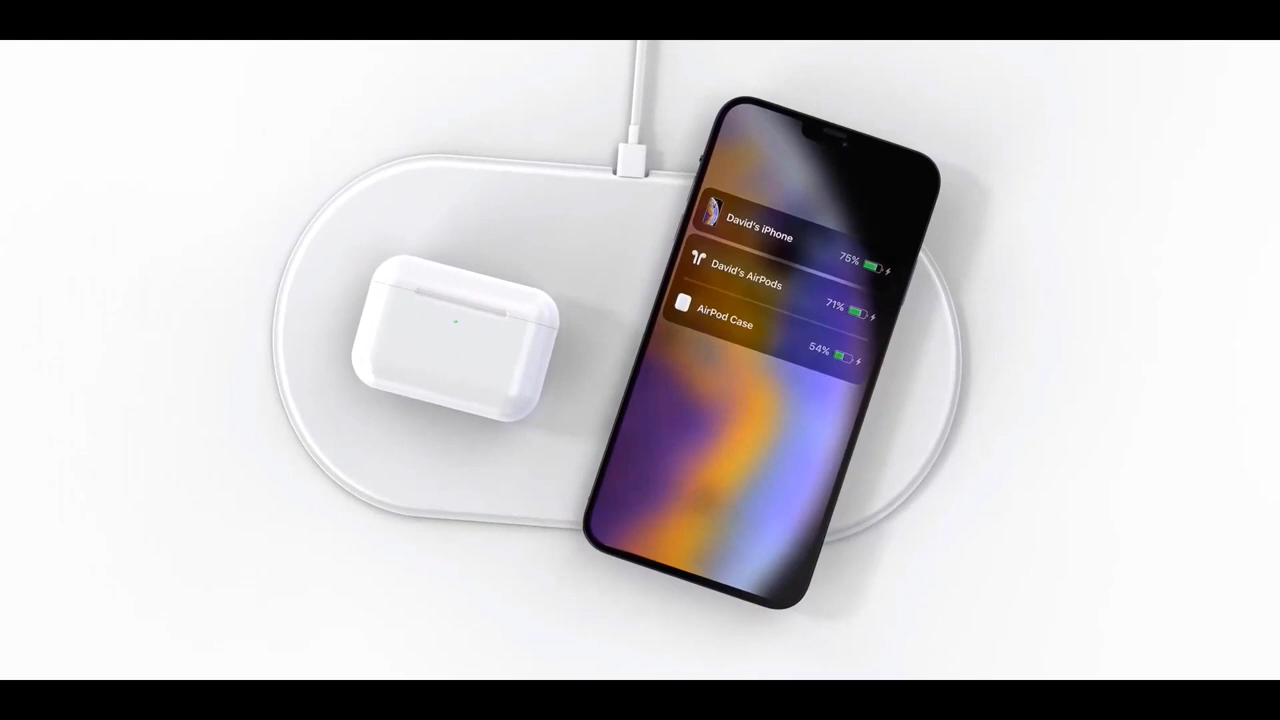 David's iPhone
75%
David's AirPods
71%
AirPod Case
54%